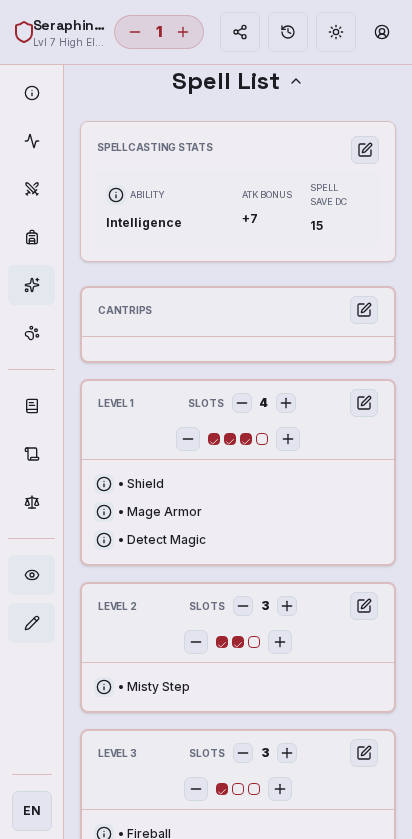 Seraphin...
Lvl 7 High El...
1
Spell List
SPELLCASTING STATS
ABILITY
ATK BONUS
SPELL
SAVE DC
Intelligence
+7
15
CANTRIPS
LEVEL 1
SLOTS
4
• Shield
• Mage Armor
• Detect Magic
LEVEL 2
SLOTS
3
• Misty Step
LEVEL 3
SLOTS
3
• Fireball
EN